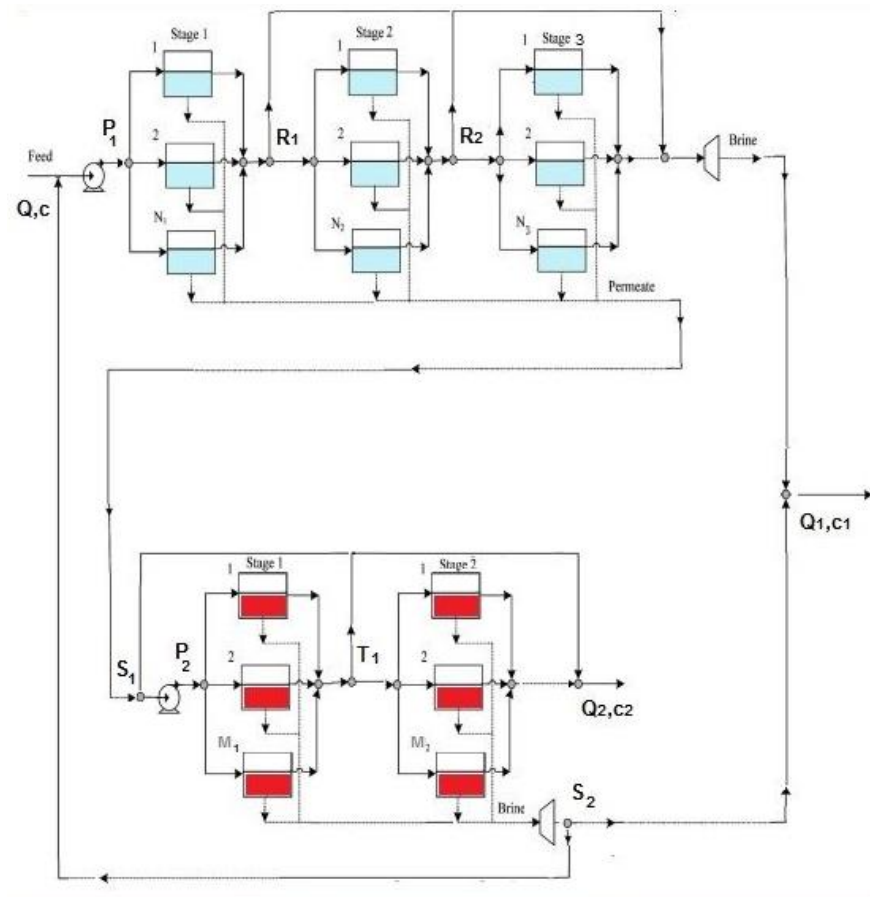 Stage 1
Stage 2
Stage 3
1
1
1
P1
2
R1
2
R2
2
Brine
Feed
Q,c
N1
N2
N3
Permeate
Q1,c1
Stage 1
Stage 2
1
1
S1
P2
2
T1
2
Q2,c2
M1
M2
Brine
S2